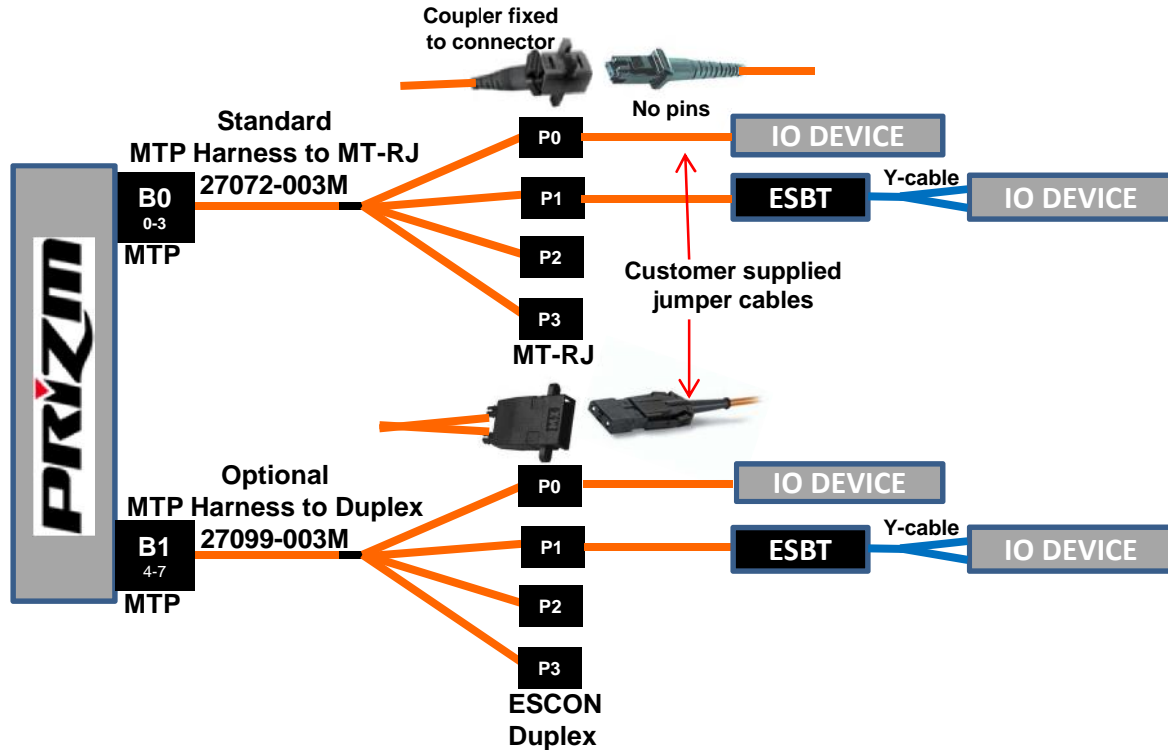 Coupler fixed
to connector
No pins
Standard
MTP Harness to MT-RJ
27072-003M
PRIZM
B0
0-3
MTP
P0
P1
P2
P3
MT-RJ
IO DEVICE
ESBT
Y-cable
IO DEVICE
Customer supplied
jumper cables
Optional
MTP Harness to Duplex
27099-003M
B1
4-7
MTP
P0
P1
P2
P3
ESCON
Duplex
IO DEVICE
ESBT
Y-cable
IO DEVICE